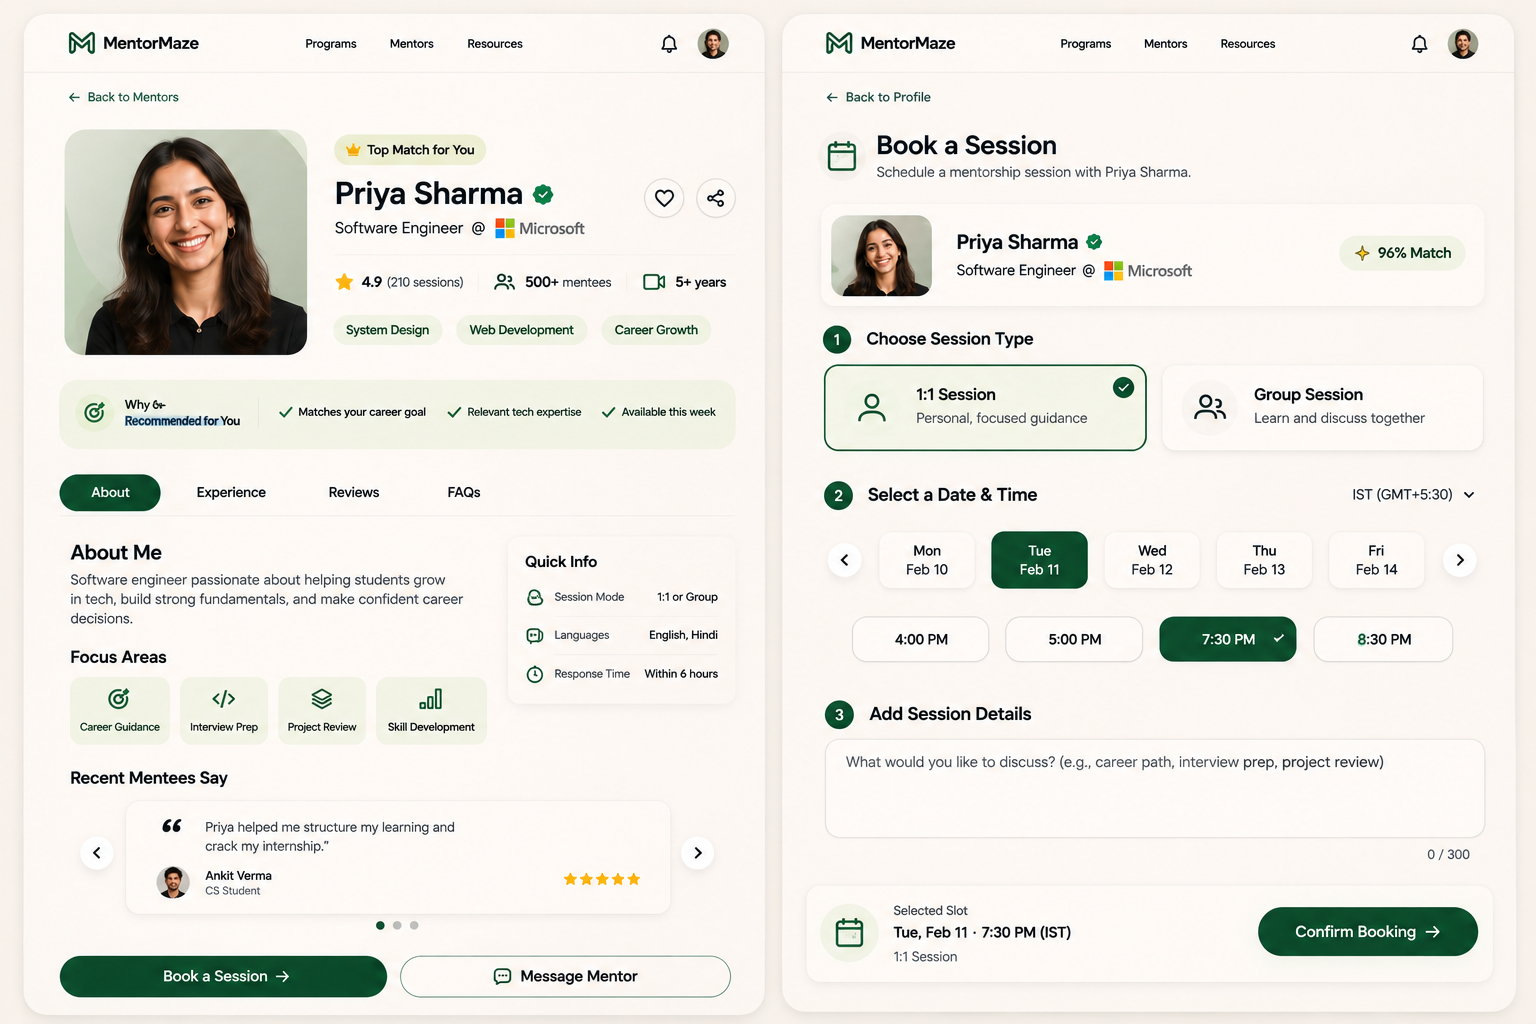 MentorMaze
Programs
Mentors
Resources
← Back to Mentors
Top Match for You
Priya Sharma
Software Engineer @ Microsoft
4.9 (210 sessions)
500+ mentees
5+ years
System Design
Web Development
Career Growth
Why
Recommended for You
Matches your career goal
Relevant tech expertise
Available this week
About
Experience
Reviews
FAQs
About Me
Software engineer passionate about helping students grow
in tech, build strong fundamentals, and make confident career
decisions.
Quick Info
Session Mode 1:1 or Group
Languages English, Hindi
Response Time Within 6 hours
Focus Areas
Career Guidance
Interview Prep
Project Review
Skill Development
Recent Mentees Say
“ Priya helped me structure my learning and
crack my internship.”
Ankit Verma
CS Student
Book a Session →
Message Mentor
MentorMaze
Programs
Mentors
Resources
← Back to Profile
Book a Session
Schedule a mentorship session with Priya Sharma.
Priya Sharma
Software Engineer @ Microsoft
96% Match
1 Choose Session Type
1:1 Session
Personal, focused guidance
Group Session
Learn and discuss together
2 Select a Date & Time
IST (GMT+5:30)
Mon
Feb 10
Tue
Feb 11
Wed
Feb 12
Thu
Feb 13
Fri
Feb 14
4:00 PM
5:00 PM
7:30 PM
8:30 PM
3 Add Session Details
What would you like to discuss? (e.g., career path, interview prep, project review)
0 / 300
Selected Slot
Tue, Feb 11 · 7:30 PM (IST)
1:1 Session
Confirm Booking →